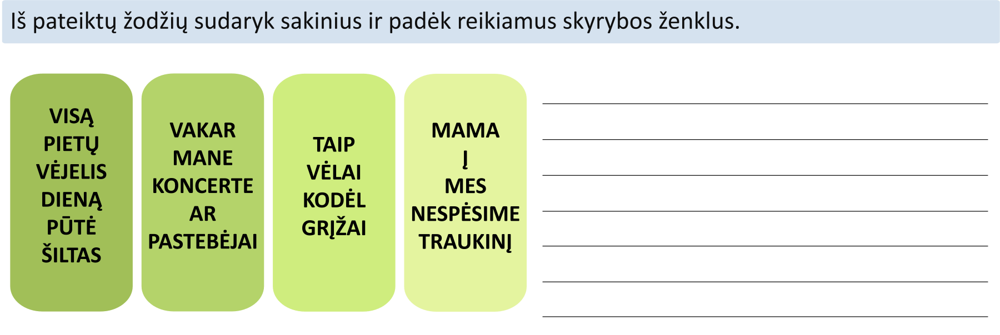 Iš pateiktų žodžių sudaryk sakinius ir padėk reikiamus skyrybos ženklus.
VISĄ
PIETŲ
VĖJELIS
DIENĄ
PŪTĖ
ŠILTAS
VAKAR
MANE
KONCERTE
AR
PASTEBĖJAI
TAIP
VĖLAI
KODĖL
GRĮŽAI
MAMA
Į
MES
NESPĖSIME
TRAUKINĮ